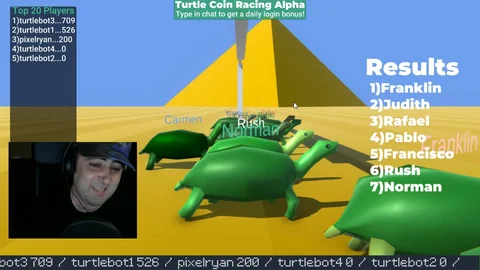 Top 20 Players
1)turtlebot3...709
2)turtlebot1...526
3)pixelryan...200
4)turtlebot4...0
5)turtlebot2...0
Turtle Coin Racing Alpha
Type in chat to get a daily login bonus!
Results
1)Franklin
2)Judith
3)Rafael
4)Pablo
5)Francisco
6)Rush
7)Norman
Carmen
Rush
Norman
Franklin
bot3 709 / turtlebot1 526 / pixelryan 200 / turtlebot4 0 / turtlebot2 0 /